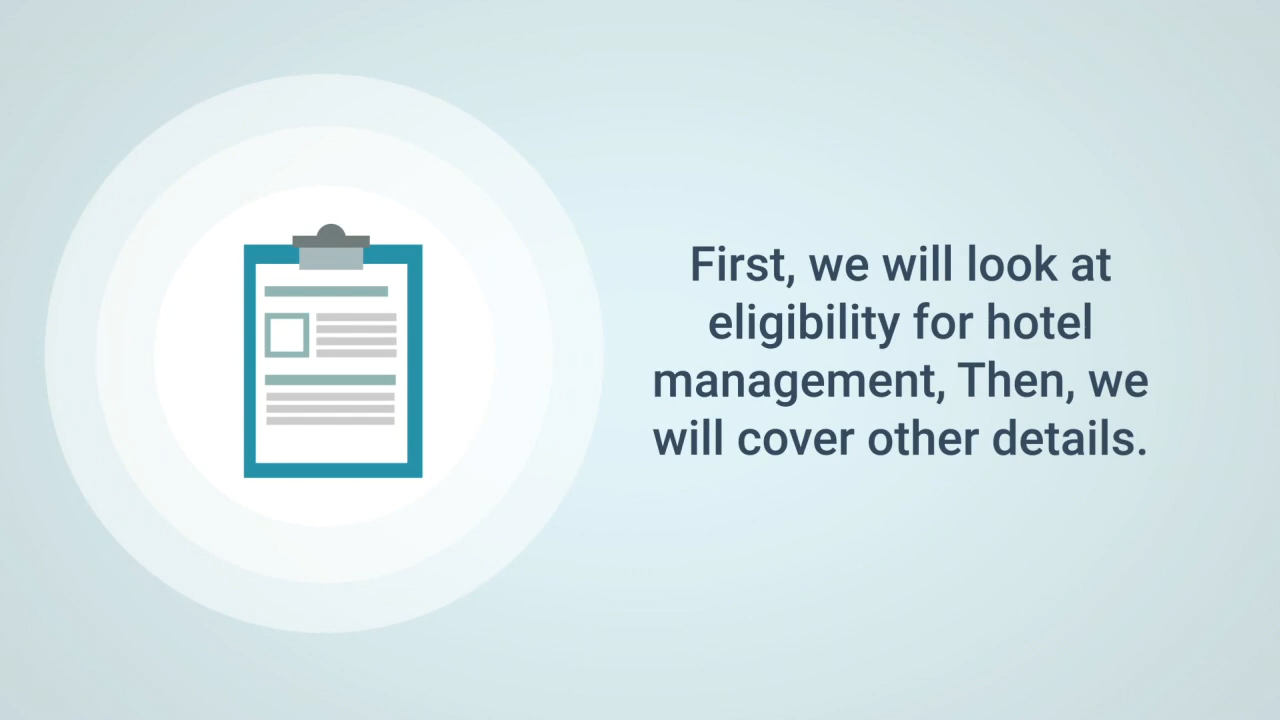 First, we will look at
eligibility for hotel
management, Then, we
will cover other details.